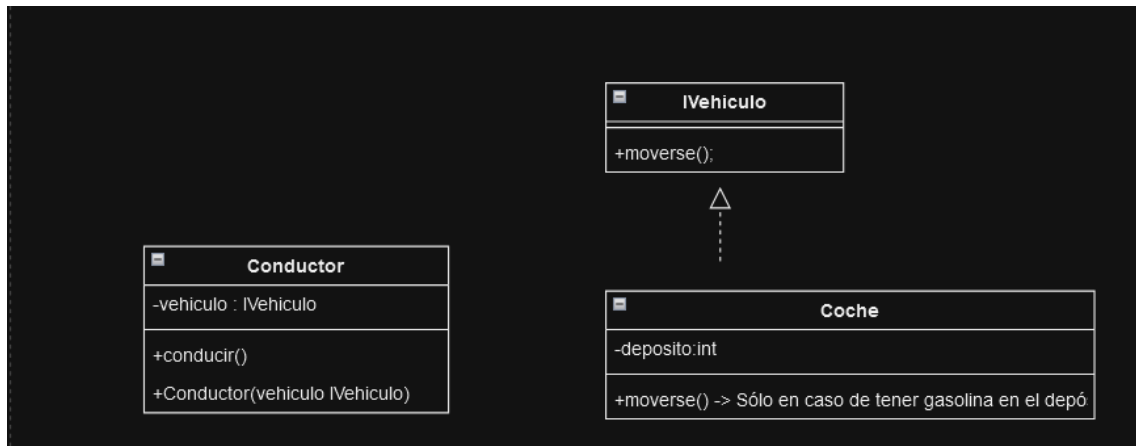 IVehiculo
+moverse();
Conductor
-vehiculo : IVehiculo
+conducir()
+Conductor(vehiculo IVehiculo)
Coche
-deposito:int
+moverse() -> Sólo en caso de tener gasolina en el depó